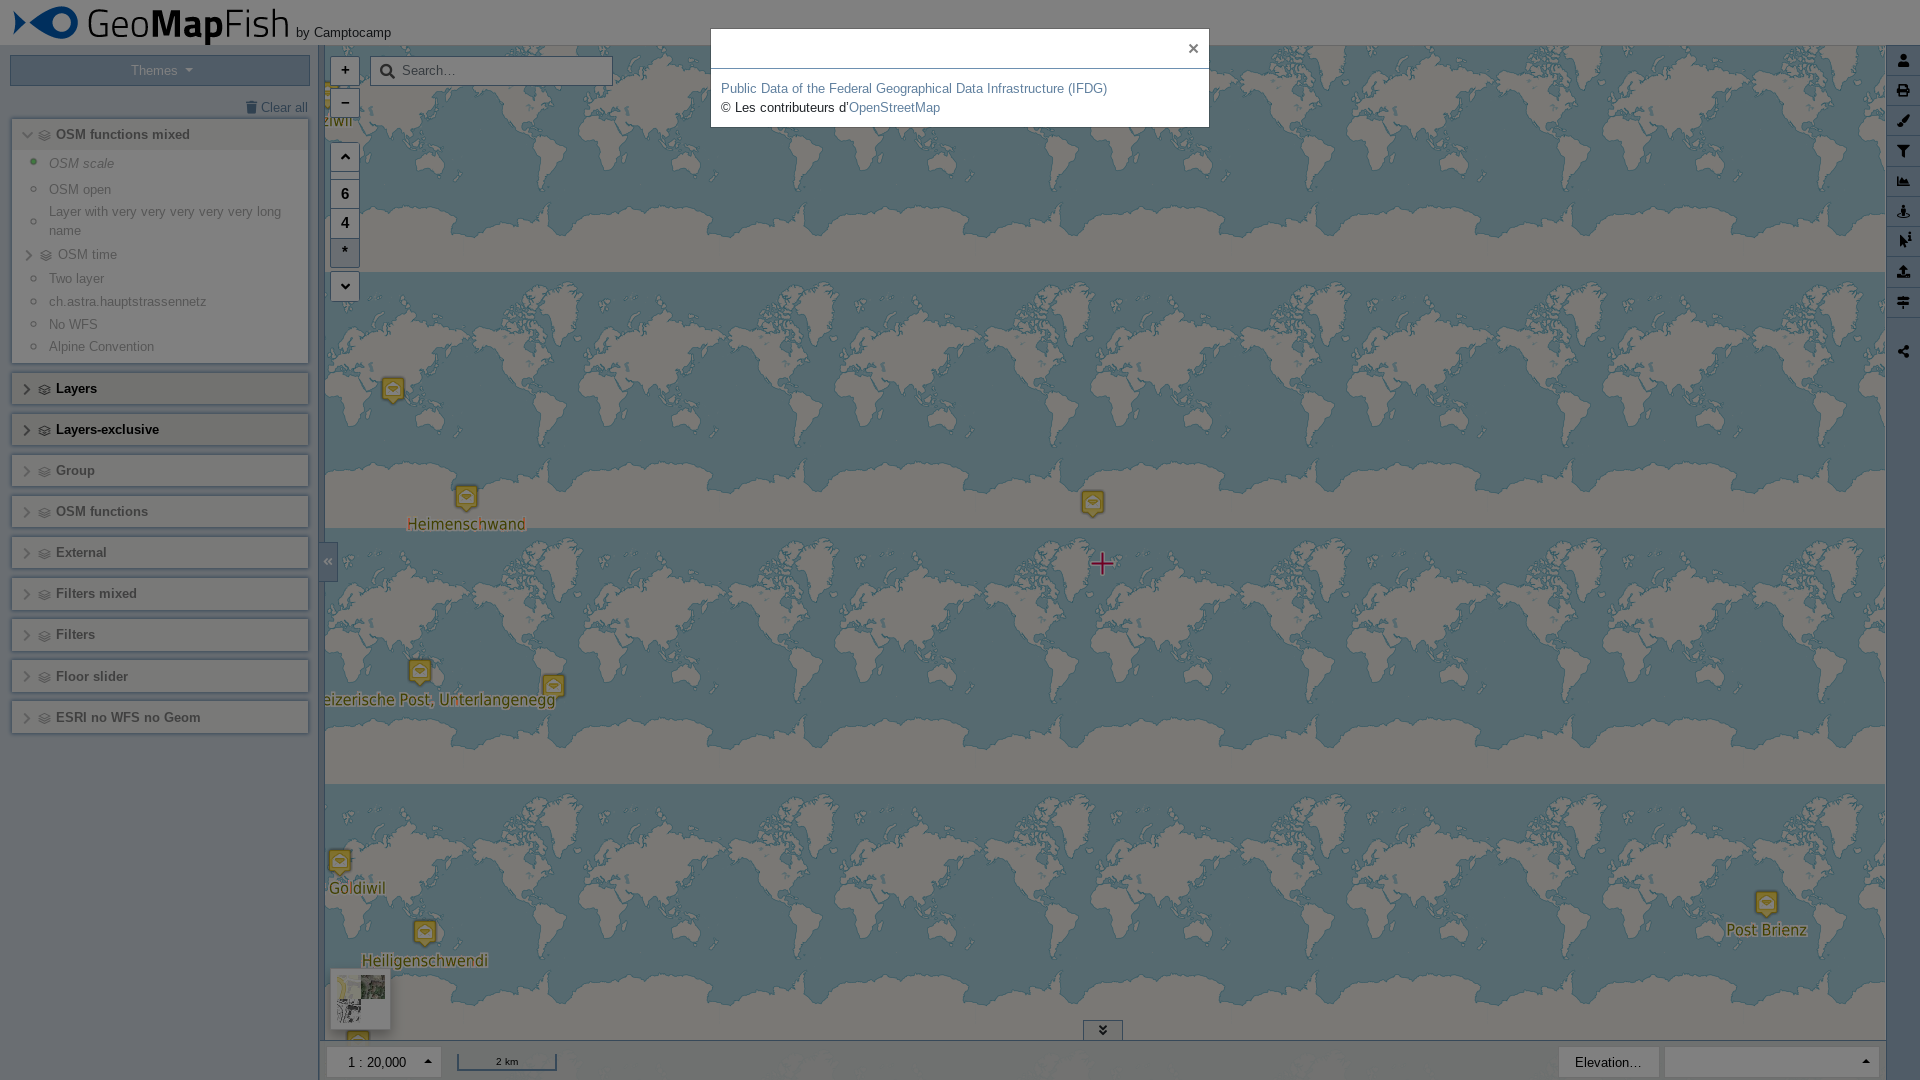 GeoMapFish by Camptocamp
×
Public Data of the Federal Geographical Data Infrastructure (IFDG)
© Les contributeurs d'OpenStreetMap
Themes
Clear all
OSM functions mixed
OSM scale
OSM open
Layer with very very very very very long
name
OSM time
Two layer
ch.astra.hauptstrassennetz
No WFS
Alpine Convention
Layers
Layers-exclusive
Group
OSM functions
External
Filters mixed
Filters
Floor slider
ESRI no WFS no Geom
+
Search…
−
6
4
*
«
Heimenschwand
eizerische Post, Unterlangenegg
Goldiwil
Heiligenschwendi
Post Brienz
1 : 20,000
2 km
Elevation…